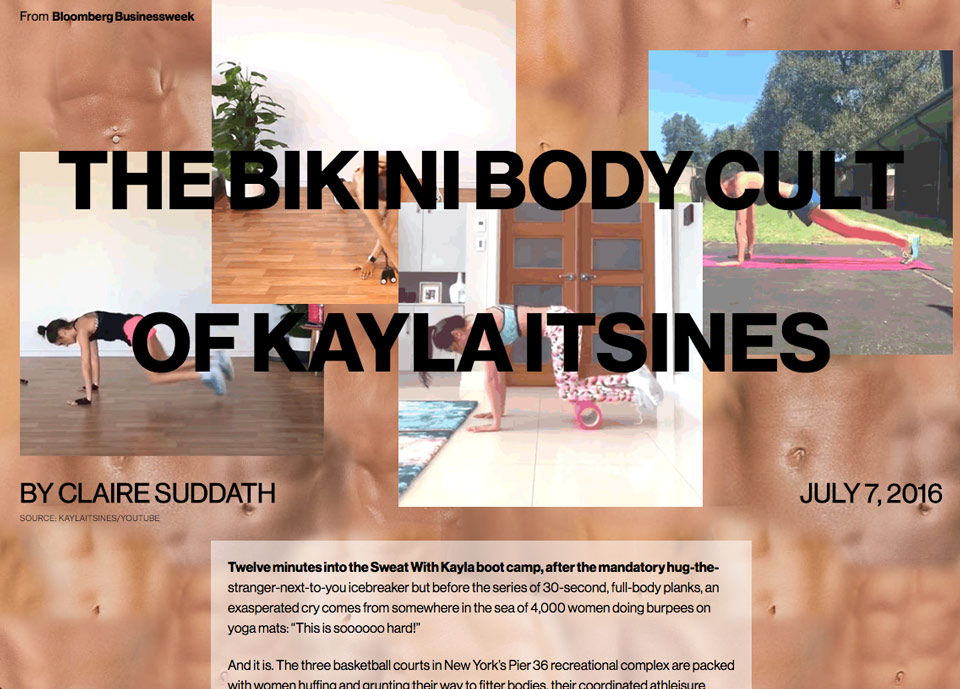 From Bloomberg Businessweek
THE BIKINI BODY CULT
OF KAYLA ITSINES
BY CLAIRE SUDDATH
JULY 7, 2016
SOURCE: KAYLAITSINES/YOUTUBE
Twelve minutes into the Sweat With Kayla boot camp, after the mandatory hug-the-
stranger-next-to-you icebreaker but before the series of 30-second, full-body planks, an
exasperated cry comes from somewhere in the sea of 4,000 women doing burpees on
yoga mats: “This is soooooo hard!”
And it is. The three basketball courts in New York’s Pier 36 recreational complex are packed
with women huffing and grunting their way to fitter bodies, their coordinated athleisure